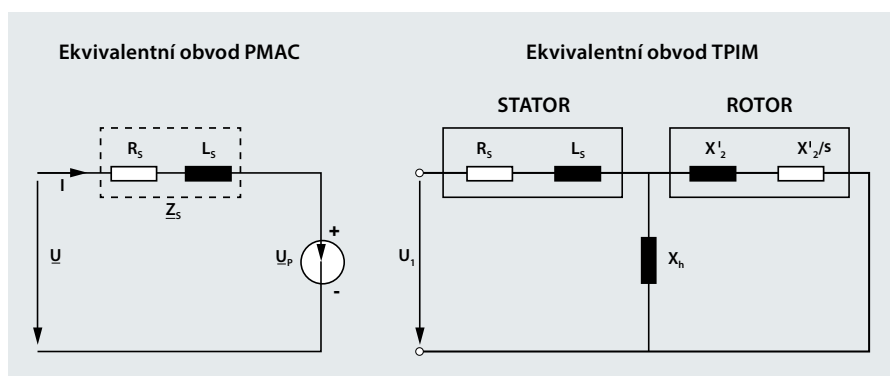 Ekvivalentní obvod PMAC
R_S
L_S
I
Z_S
U
U_P
+
-
Ekvivalentní obvod TPIM
STATOR
ROTOR
R_S
L_S
X'_2
X'_2/s
U_1
X_h